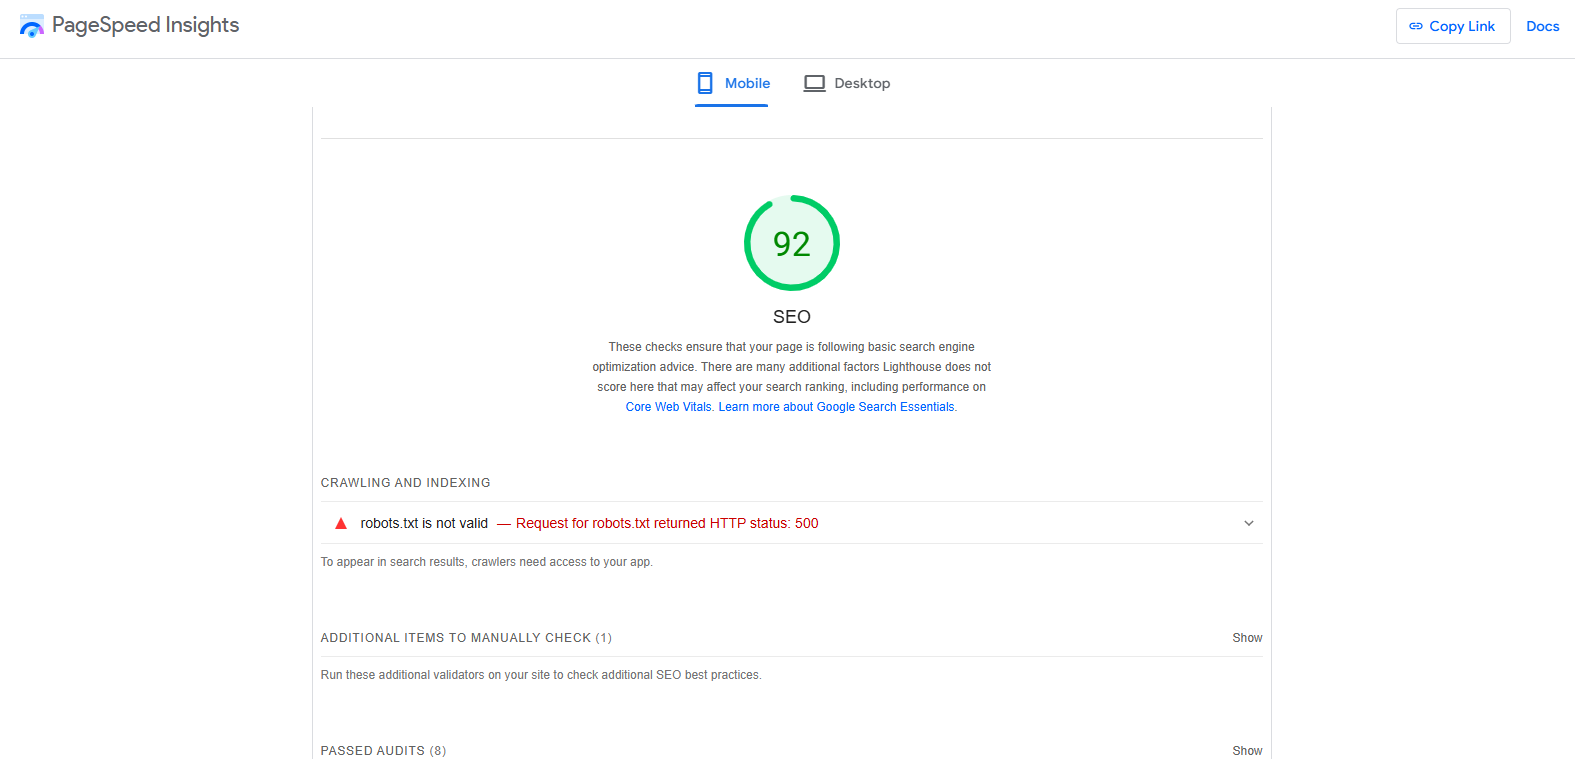 PageSpeed Insights
Copy Link
Docs
Mobile
Desktop
92
SEO
These checks ensure that your page is following basic search engine
optimization advice. There are many additional factors Lighthouse does not
score here that may affect your search ranking, including performance on
Core Web Vitals. Learn more about Google Search Essentials.
CRAWLING AND INDEXING
robots.txt is not valid — Request for robots.txt returned HTTP status: 500
To appear in search results, crawlers need access to your app.
ADDITIONAL ITEMS TO MANUALLY CHECK (1)
Show
Run these additional validators on your site to check additional SEO best practices.
PASSED AUDITS (8)
Show